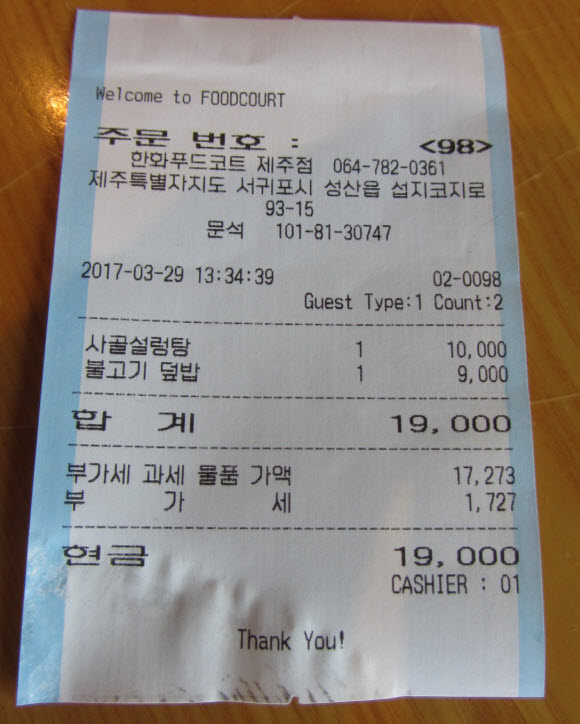 Welcome to FOODCOURT
주문 번호 : <98>
한화푸드코트 제주점 064-782-0361
제주특별자치도 서귀포시 성산읍 섭지코지로
93-15
문석 101-81-30747
2017-03-29 13:34:39 02-0098
Guest Type:1 Count:2
사골설렁탕 1 10,000
불고기 덮밥 1 9,000
합 계 19,000
부가세 과세 물품 가액 17,273
부 가 세 1,727
현금 19,000
CASHIER : 01
Thank You!